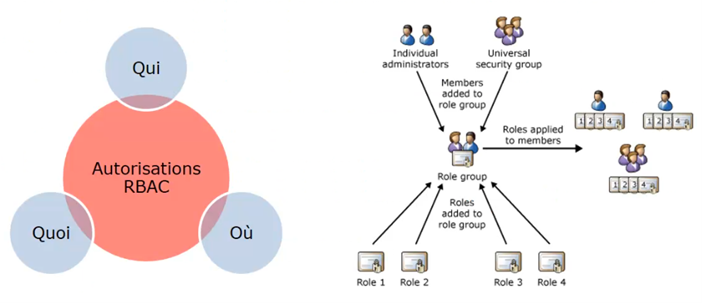 Qui
Autorisations
RBAC
Quoi
Où
Individual
administrators
Universal
security group
Members
added to
role group
Roles applied
to members
1 2 3 4
1 2 3 4
1 2 3 4
Role group
Roles
added to
role group
Role 1
Role 2
Role 3
Role 4